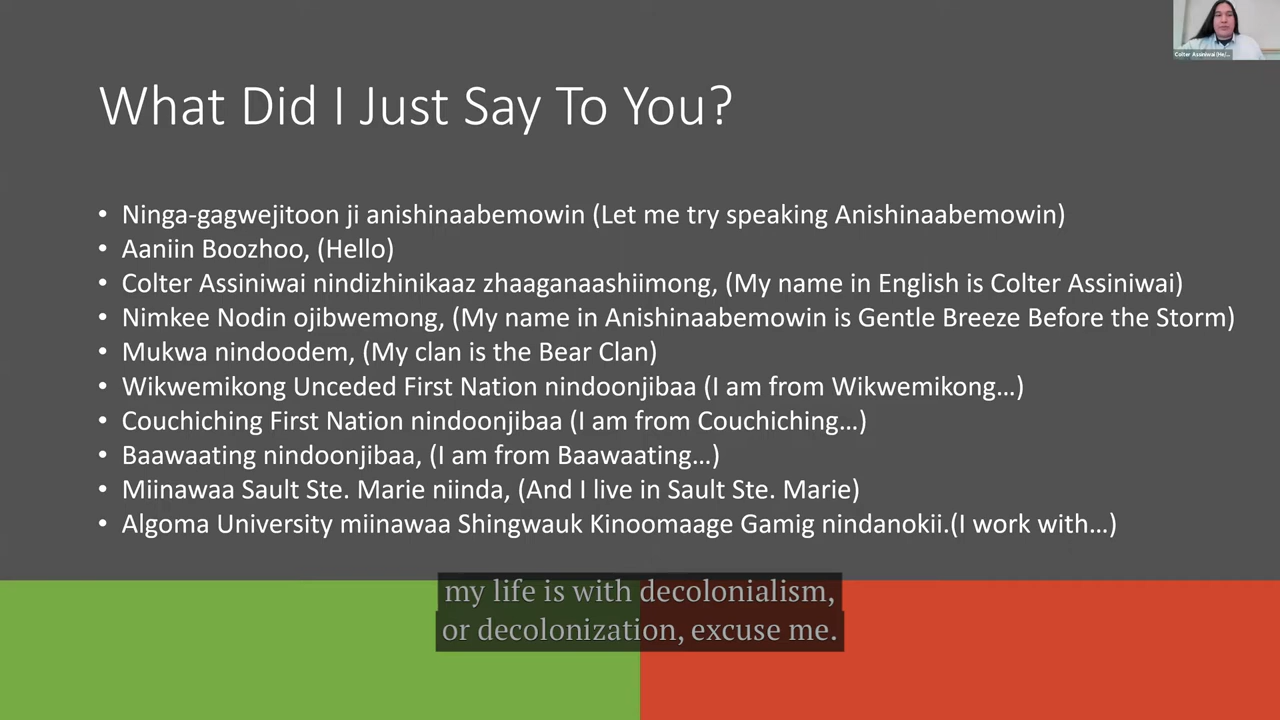 Colter Assiniwai (He/...
What Did I Just Say To You?
• Ninga-gagwejitoon ji anishinaabemowin (Let me try speaking Anishinaabemowin)
• Aaniin Boozhoo, (Hello)
• Colter Assiniwai nindizhinikaaz zhaaganaashiimong, (My name in English is Colter Assiniwai)
• Nimkee Nodin ojibwemong, (My name in Anishinaabemowin is Gentle Breeze Before the Storm)
• Mukwa nindoodem, (My clan is the Bear Clan)
• Wikwemikong Unceded First Nation nindoonjibaa (I am from Wikwemikong…)
• Couchiching First Nation nindoonjibaa (I am from Couchiching…)
• Baawaating nindoonjibaa, (I am from Baawaating…)
• Miinawaa Sault Ste. Marie niinda, (And I live in Sault Ste. Marie)
• Algoma University miinawaa Shingwauk Kinoomaage Gamig nindanokii.(I work with…)
my life is with decolonialism,
or decolonization, excuse me.